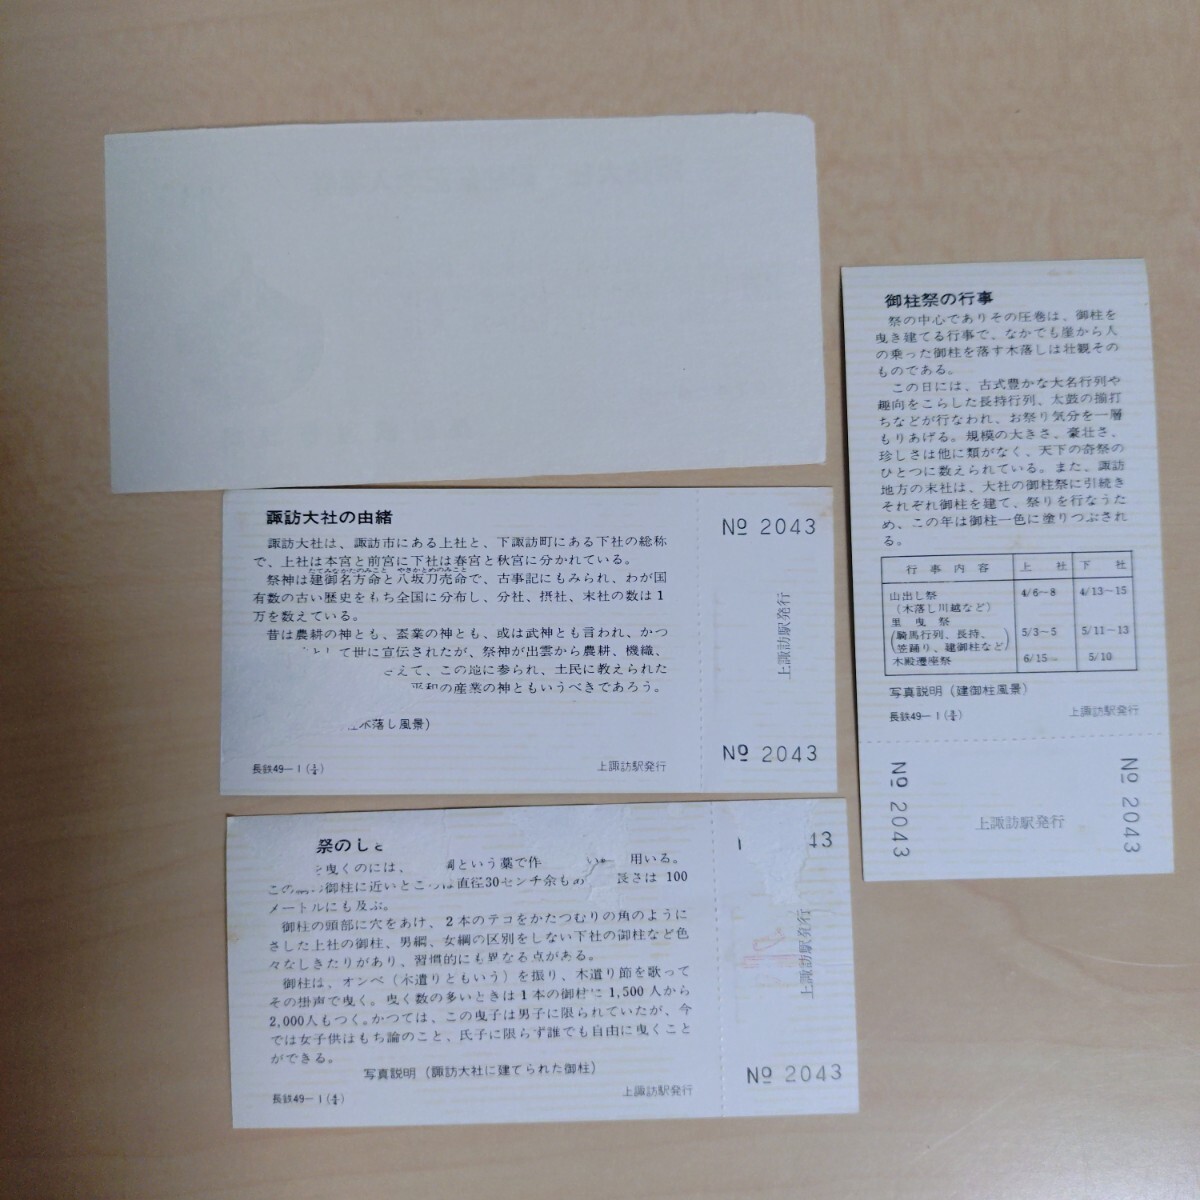 諏訪大社の由緒
諏訪大社は、諏訪市にある上社と、下諏訪町にある下社の総称
で、上社は本宮と前宮に下社は春宮と秋宮に分かれている。
たてみなかたのみこと やさかとめのみこと
祭神は建御名方命と八坂刀売命で、古事記にもみられ、わが国
有数の古い歴史をもち全国に分布し、分社、摂社、末社の数は1
万を数えている。
昔は農耕の神とも、蚕業の神とも、或は武神とも言われ、かつ
として世に宣伝されたが、祭神が出雲から農耕、機織、
えて、この地に参られ、土民に教えられた
平和の産業の神ともいうべきであろう。
木落し風景)
長鉄49-1
上諏訪駅発行
№ 2043
上諏訪駅発行
№ 2043
祭のし
を曳くのには、 綱という藁で作 用いる。
この 御柱に近いところは直径30センチ余もあ 長さは 100
メートルにも及ぶ。
御柱の頭部に穴をあけ、2本のテコをかたつむりの角のように
さした上社の御柱、男綱、女綱の区別をしない下社の御柱など色
々なしきたりがあり、習慣的にも異なる点がある。
御柱は、オンベ(木遣りともいう)を振り、木遣り節を歌って
その掛声で曳く。曳く数の多いときは1本の御柱に1,500人から
2,000人もつく。かつては、この曳子は男子に限られていたが、今
では女子供はもち論のこと、氏子に限らず誰でも自由に曳くこと
ができる。
写真説明(諏訪大社に建てられた御柱)
長鉄49-1
上諏訪駅発行
13
上諏訪駅発行
№ 2043
御柱祭の行事
祭の中心でありその圧巻は、御柱を
曳き建てる行事で、なかでも崖から人
の乗った御柱を落す木落しは壮観その
ものである。
この日には、古式豊かな大名行列や
趣向をこらした長持行列、太鼓の揃打
ちなどが行なわれ、お祭り気分を一層
もりあげる。規模の大きさ、豪壮さ、
珍しさは他に類がなく、天下の奇祭の
ひとつに数えられている。また、諏訪
地方の末社は、大社の御柱祭に引続き
それぞれ御柱を建て、祭りを行なうた
め、この年は御柱一色に塗りつぶされ
る。
行事内容 上社 下社
山出し祭 4/6~8 4/13~15
(木落し川越など)
里曳祭 5/3~5 5/11~13
(騎馬行列、長持、
笠踊り、建御柱など)
木殿遷座祭 6/15 5/10
写真説明(建御柱風景)
長鉄49-1
上諏訪駅発行
№ 2043
上諏訪駅発行
№ 2043